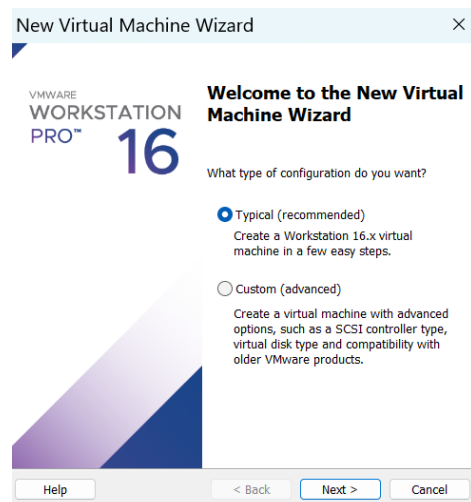 New Virtual Machine Wizard
VMWARE
WORKSTATION
PRO™
16
Welcome to the New Virtual
Machine Wizard
What type of configuration do you want?
Typical (recommended)
Create a Workstation 16.x virtual
machine in a few easy steps.
Custom (advanced)
Create a virtual machine with advanced
options, such as a SCSI controller type,
virtual disk type and compatibility with
older VMware products.
Help
< Back
Next >
Cancel